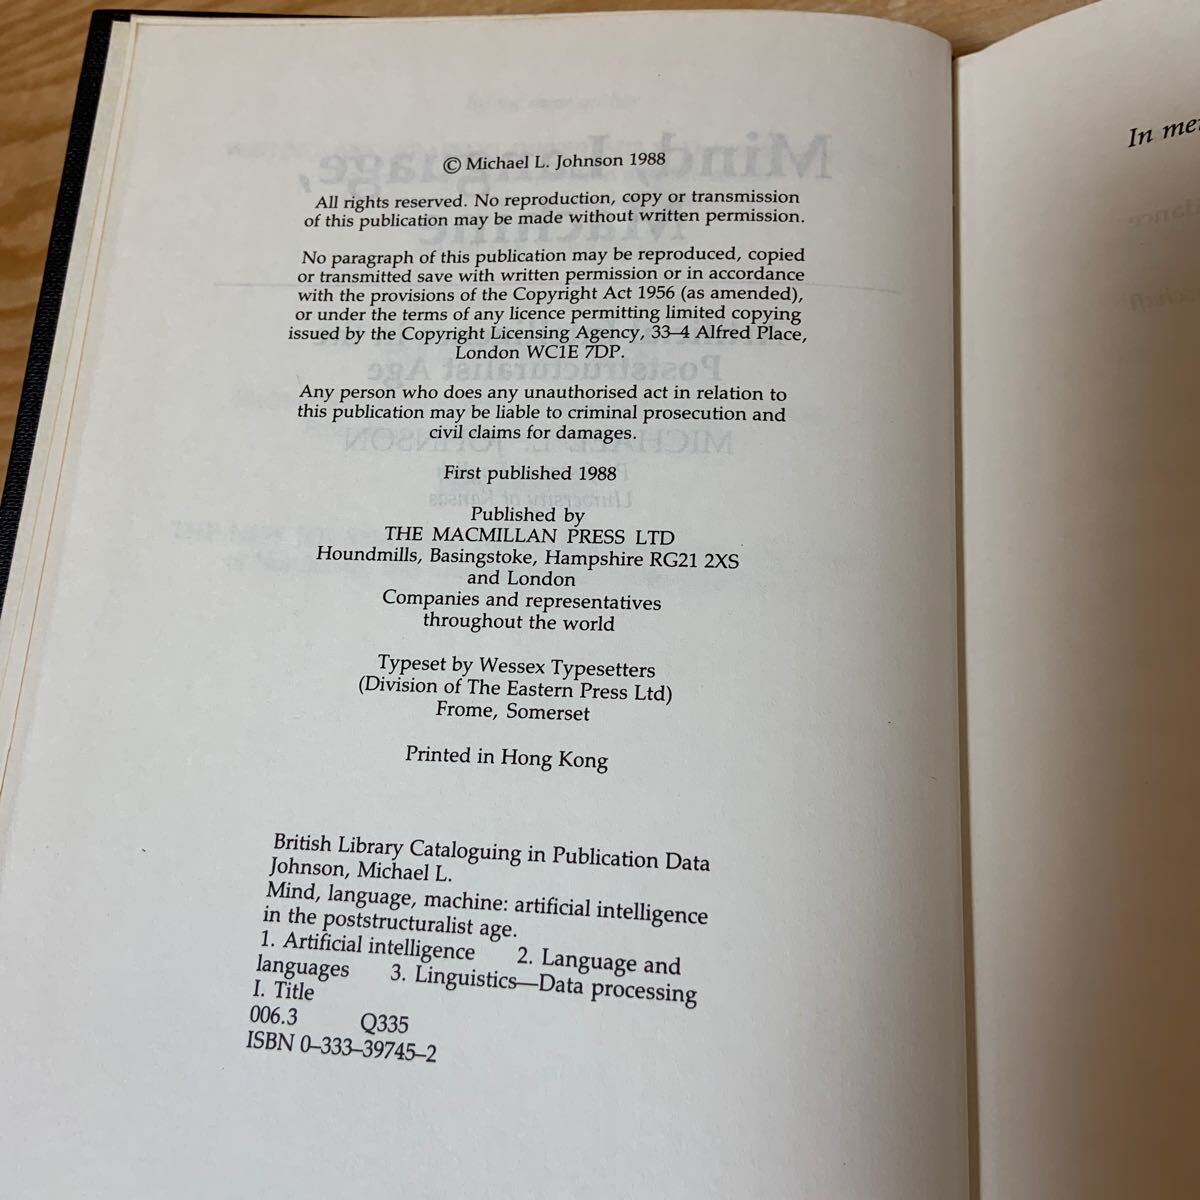 © Michael L. Johnson 1988
All rights reserved. No reproduction, copy or transmission
of this publication may be made without written permission.
No paragraph of this publication may be reproduced, copied
or transmitted save with written permission or in accordance
with the provisions of the Copyright Act 1956 (as amended),
or under the terms of any licence permitting limited copying
issued by the Copyright Licensing Agency, 33–4 Alfred Place,
London WC1E 7DP.
Any person who does any unauthorised act in relation to
this publication may be liable to criminal prosecution and
civil claims for damages.
First published 1988
Published by
THE MACMILLAN PRESS LTD
Houndmills, Basingstoke, Hampshire RG21 2XS
and London
Companies and representatives
throughout the world
Typeset by Wessex Typesetters
(Division of The Eastern Press Ltd)
Frome, Somerset
Printed in Hong Kong
British Library Cataloguing in Publication Data
Johnson, Michael L.
Mind, language, machine: artificial intelligence
in the poststructuralist age.
1. Artificial intelligence 2. Language and
languages 3. Linguistics—Data processing
I. Title
006.3 Q335
ISBN 0–333–39745–2
In